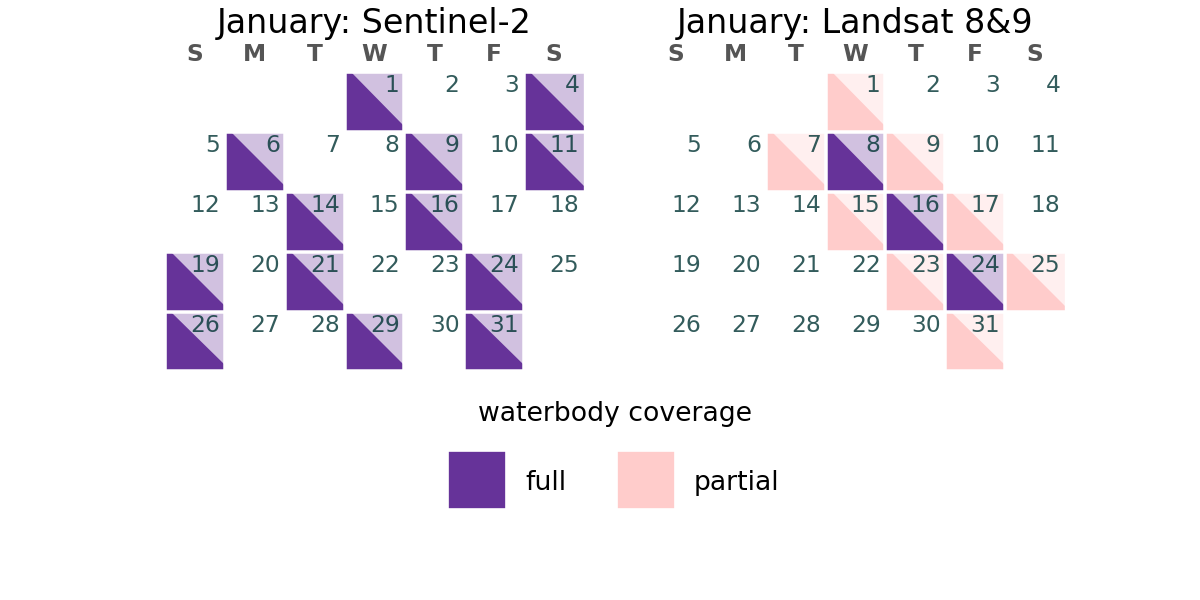 January: Sentinel-2
S M T W T F S
1 2 3 4
5 6 7 8 9 10 11
12 13 14 15 16 17 18
19 20 21 22 23 24 25
26 27 28 29 30 31
January: Landsat 8&9
S M T W T F S
1 2 3 4
5 6 7 8 9 10 11
12 13 14 15 16 17 18
19 20 21 22 23 24 25
26 27 28 29 30 31
waterbody coverage
full
partial